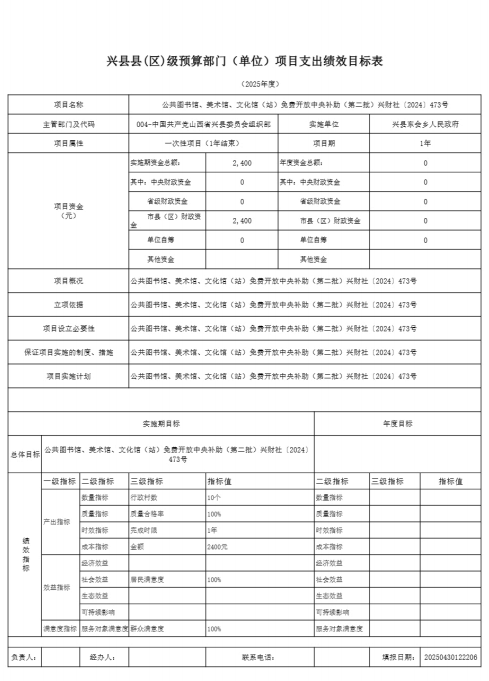 兴县县(区)级预算部门（单位）项目支出绩效目标表
（2025年度）
项目名称 公共图书馆、美术馆、文化馆（站）免费开放中央补助（第二批）兴财社〔2024〕473号
主管部门及代码 004-中国共产党山西省兴县委员会组织部 实施单位 兴县东会乡人民政府
项目属性 一次性项目（1年结束） 项目期 1年
项目资金（元） 实施期资金总额： 2,400 年度资金总额： 0
其中：中央财政资金 0 其中：中央财政资金 0
省级财政资金 0 省级财政资金 0
市县（区）财政资金 2,400 市县（区）财政资金 0
单位自筹 0 单位自筹 0
其他资金 其他资金
项目概况 公共图书馆、美术馆、文化馆（站）免费开放中央补助（第二批）兴财社〔2024〕473号
立项依据 公共图书馆、美术馆、文化馆（站）免费开放中央补助（第二批）兴财社〔2024〕473号
项目设立必要性 公共图书馆、美术馆、文化馆（站）免费开放中央补助（第二批）兴财社〔2024〕473号
保证项目实施的制度、措施 公共图书馆、美术馆、文化馆（站）免费开放中央补助（第二批）兴财社〔2024〕473号
项目实施计划 公共图书馆、美术馆、文化馆（站）免费开放中央补助（第二批）兴财社〔2024〕473号
实施期目标 年度目标
总体目标 公共图书馆、美术馆、文化馆（站）免费开放中央补助（第二批）兴财社〔2024〕
473号
绩效指标 一级指标 二级指标 三级指标 指标值 二级指标 三级指标 指标值
产出指标 数量指标 行政村数 10个 数量指标
质量指标 质量合格率 100% 质量指标
时效指标 完成时限 1年 时效指标
成本指标 金额 2400元 成本指标
效益指标 经济效益 经济效益
社会效益 居民满意度 100% 社会效益
生态效益 生态效益
可持续影响 可持续影响
满意度指标 服务对象满意度 群众满意度 100% 服务对象满意度
负责人： 经办人： 联系电话： 填报日期： 20250430122206